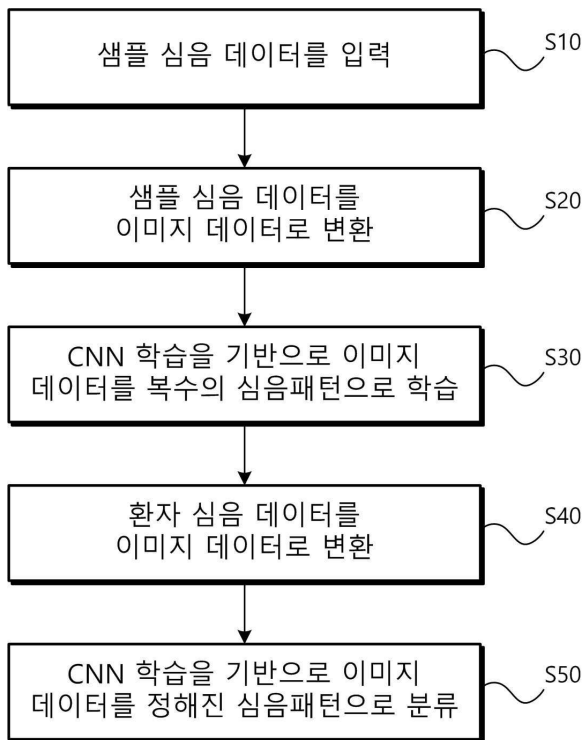 샘플 심음 데이터를 입력
S10
샘플 심음 데이터를
이미지 데이터로 변환
S20
CNN 학습을 기반으로 이미지
데이터를 복수의 심음패턴으로 학습
S30
환자 심음 데이터를
이미지 데이터로 변환
S40
CNN 학습을 기반으로 이미지
데이터를 정해진 심음패턴으로 분류
S50